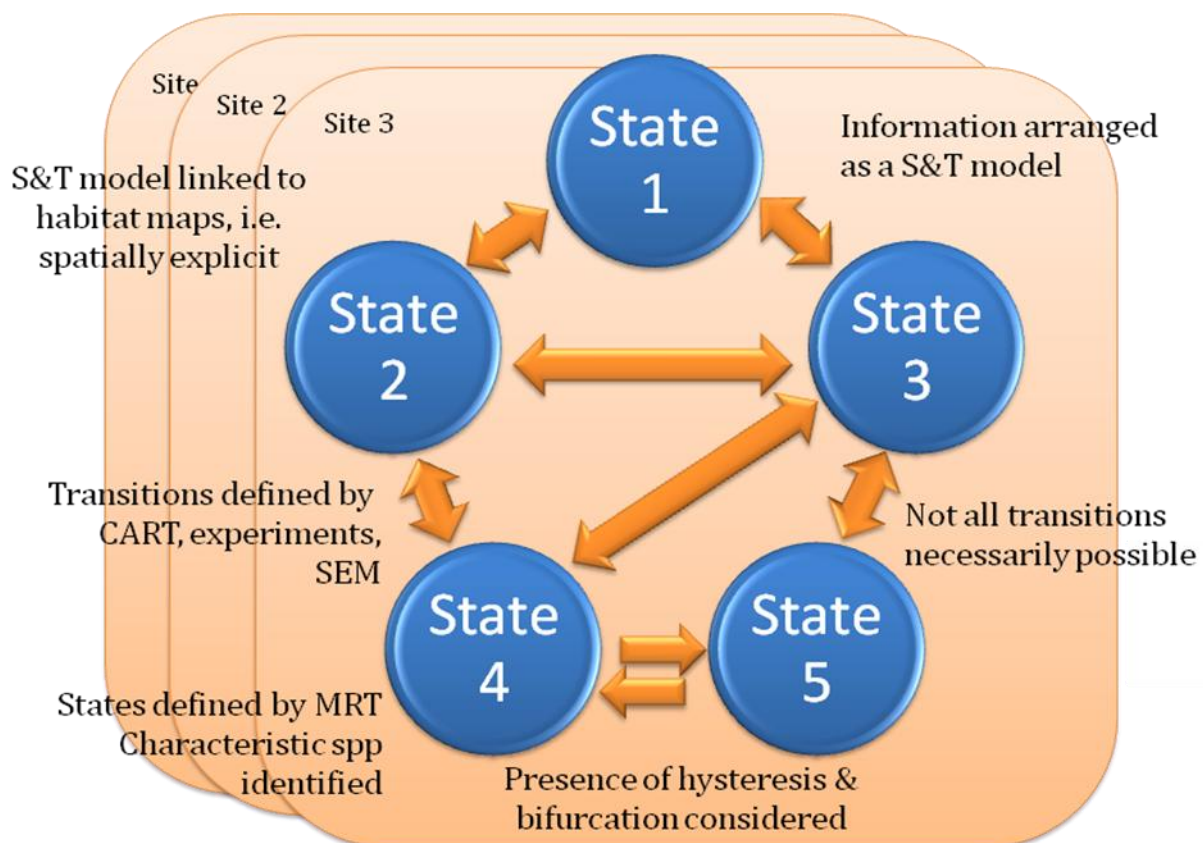 Site
Site 2
Site 3
State
1
Information arranged
as a S&T model
S&T model linked to
habitat maps, i.e.
spatially explicit
State
2
State
3
Transitions defined by
CART, experiments,
SEM
Not all transitions
necessarily possible
State
4
State
5
States defined by MRT
Characteristic spp
identified
Presence of hysteresis &
bifurcation considered